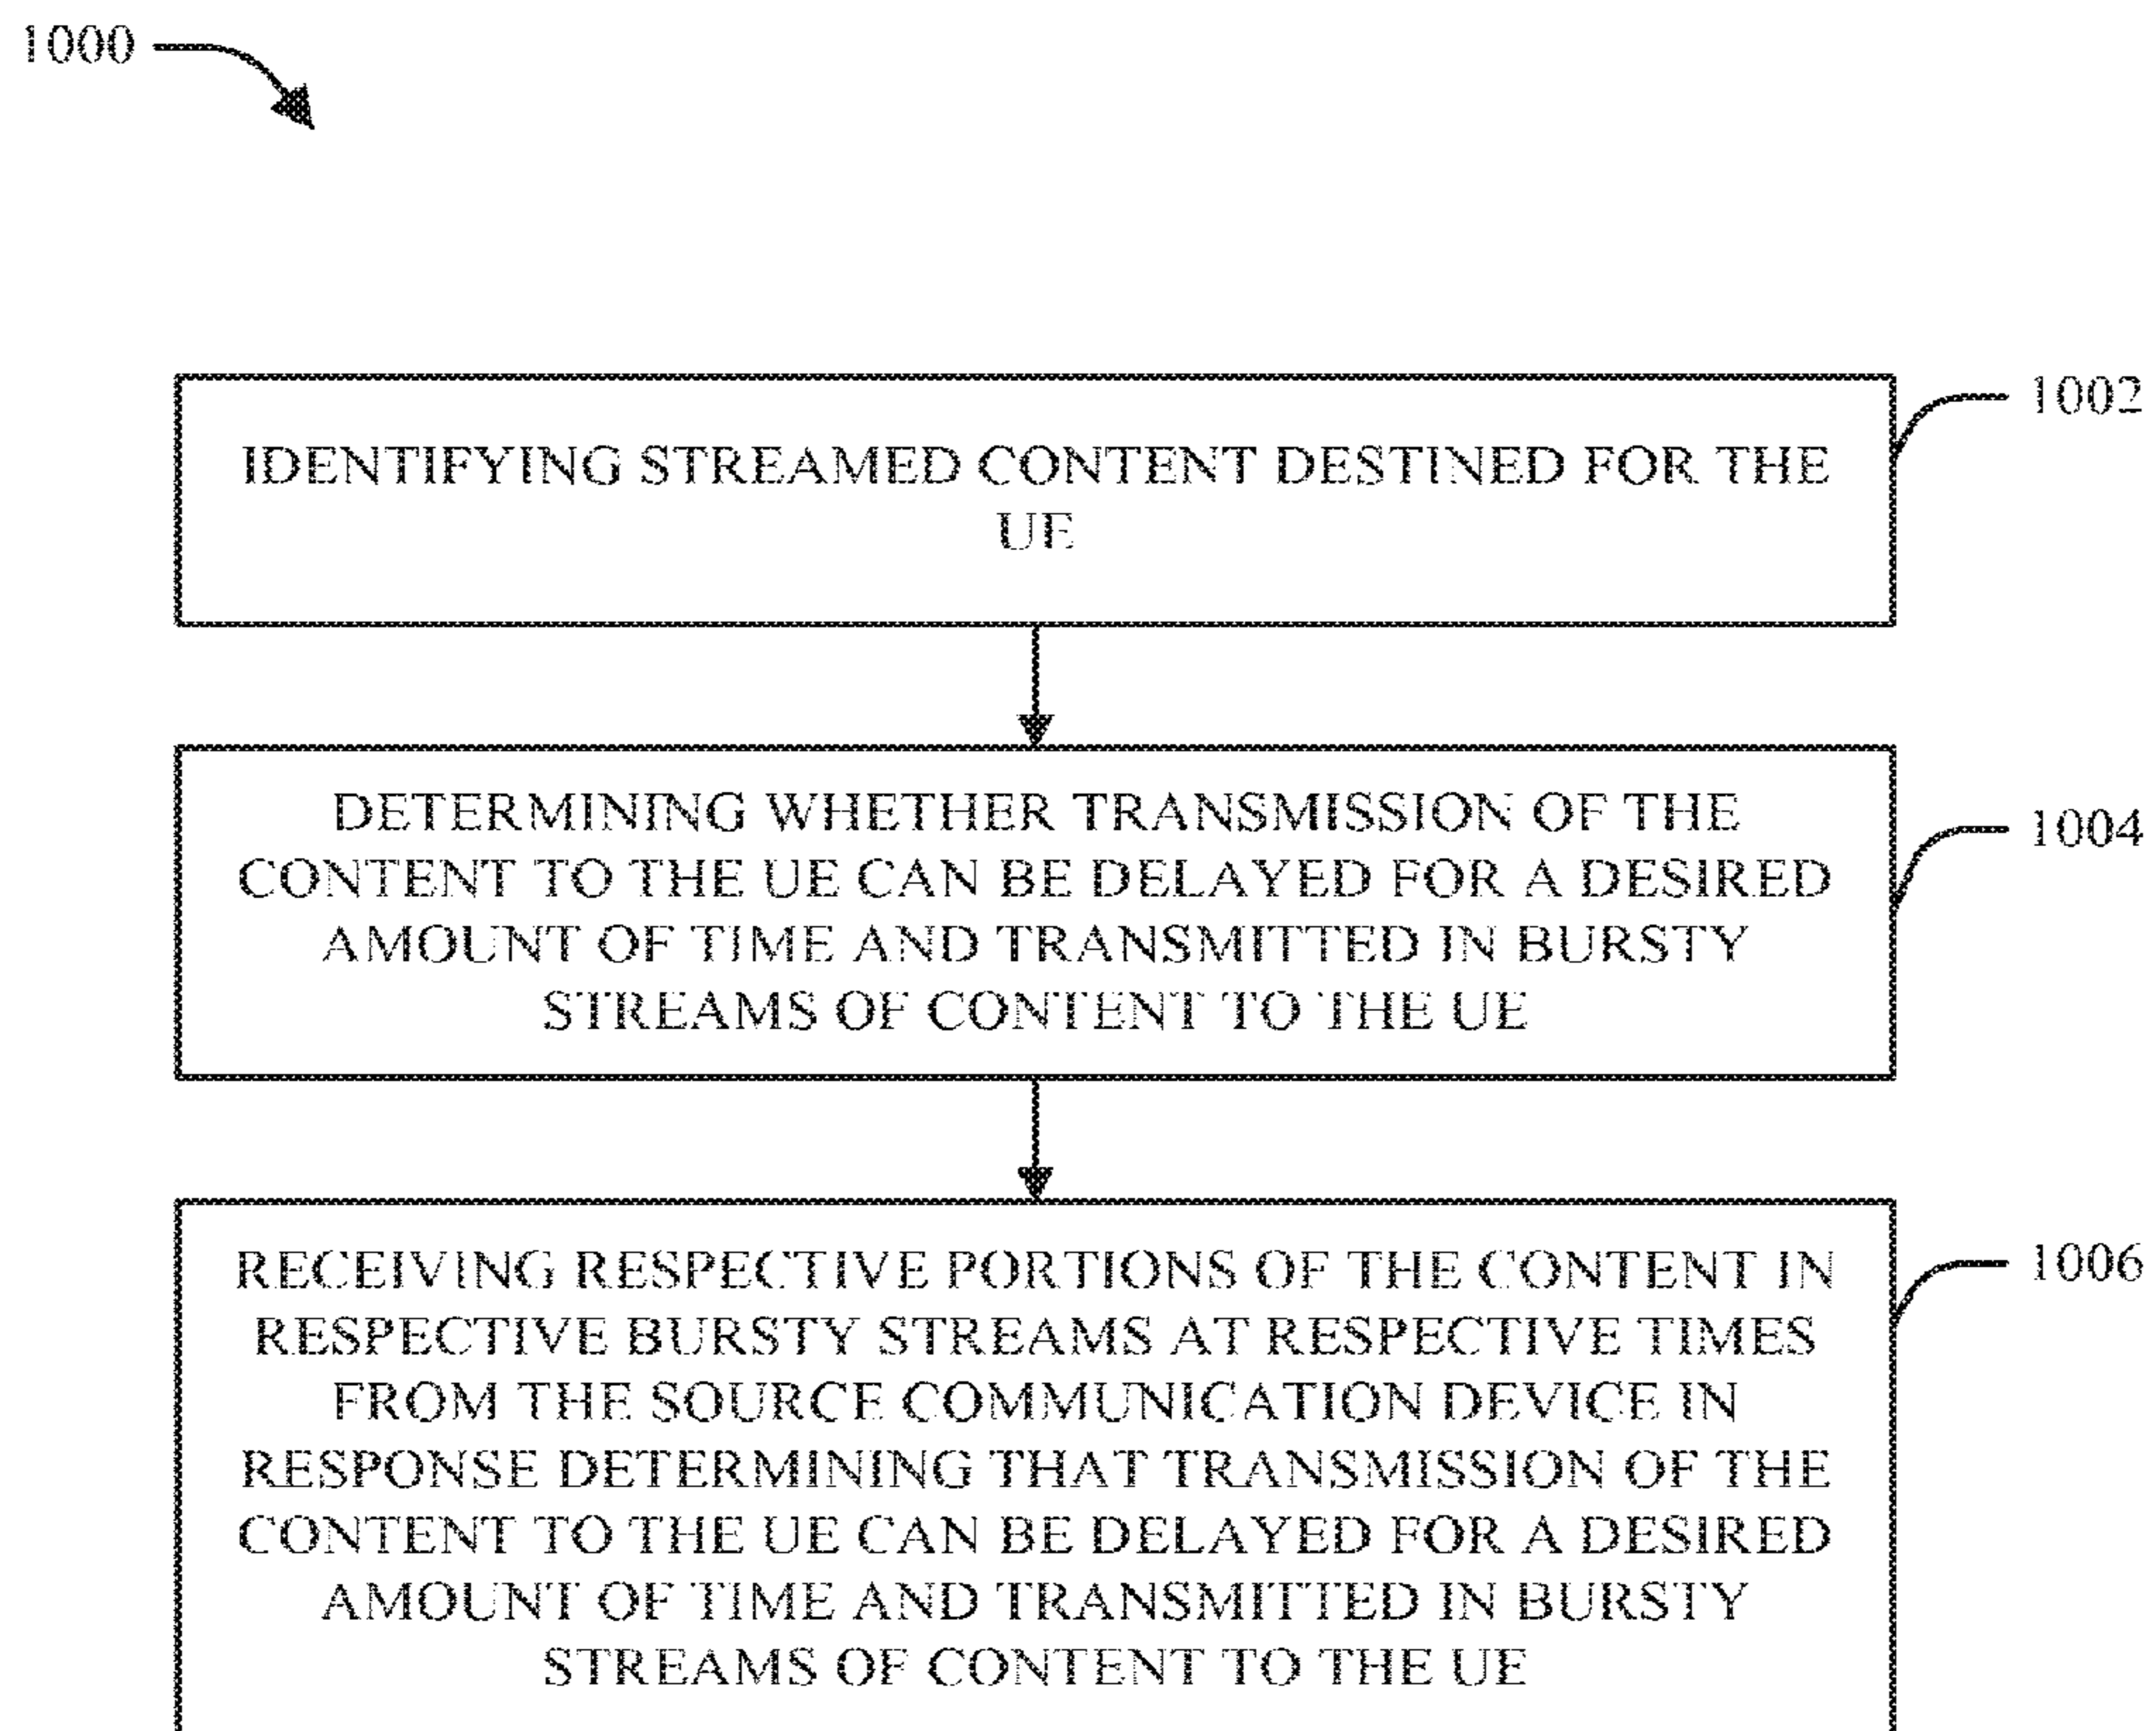 1000
1002
IDENTIFYING STREAMED CONTENT DESTINED FOR THE
UE
DETERMINING WHETHER TRANSMISSION OF THE
1004
CONTENT TO THE UE CAN BE DELAYED FOR A DESIRED
AMOUNT OF TIME AND TRANSMITTED IN BURSTY
STREAMS OF CONTENT TO THE UE
RECEIVING RESPECTIVE PORTIONS OF THE CONTENT IN
1006
RESPECTIVE BURSTY STREAMS AT RESPECTIVE TIMES
FROM THE SOURCE COMMUNICATION DEVICE IN
RESPONSE DETERMINING THAT TRANSMISSION OF THE
CONTENT TO THE UE CAN BE DELAYED FOR A DESIRED
AMOUNT OF TIME AND TRANSMITTED IN BURSTY
STREAMS OF CONTENT TO THE UE